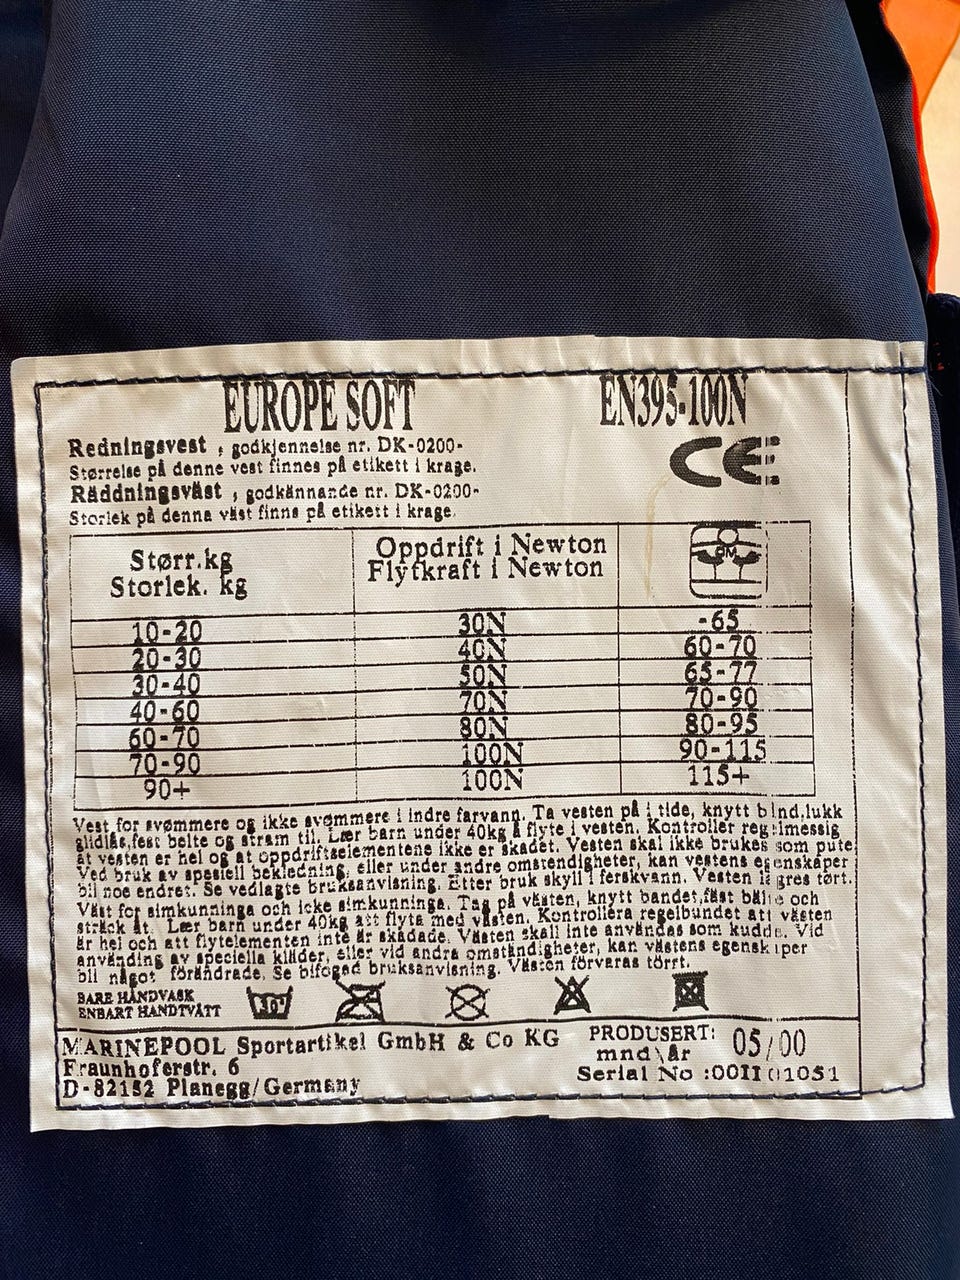 EUROPE SOFT
EN395-100N
Redningsvest , godkjennelse nr. DK-0200-
Størrelse på denne vest finnes på etikett i krage.
Räddningsväst , godkännande nr. DK-0200-
Storlek på denna väst finns på etikett i krage.
CE
Størr.kg Oppdrift i Newton CM
Storlek. kg Flytkraft i Newton
10-20 30N -65
20-30 40N 60-70
30-40 50N 65-77
40-60 70N 70-90
60-70 80N 80-95
70-90 100N 90-115
90+ 100N 115+
Vest for svømmere og ikke svømmere i indre farvann. Ta vesten på i tide, knytt bånd,lukk
glidlås,fest belte og stram til. Lær barn under 40kg å flyte i vesten. Kontroller regelmessig
at vesten er hel og at oppdriftselementene ikke er skadet. Vesten skal ikke brukes som pute
Ved bruk av spesiell bekledning, eller under andre omstendigheter, kan vestens egenskaper
bli noe endret. Se vedlagte bruksanvisning. Etter bruk skyll i ferskvann. Vesten lagres tørt.
Väst för simkunninga och icke simkunninga. Tag på västen, knytt bandet,fäst bälte och
sträck åt. Lær barn under 40kg att flyta med västen. Kontrollera regelbundet att västen
är hel och att flytelementen inte är skadade. Västen skall inte användas som kudde. Vid
använding av speciella kläder, eller vid andra omständigheter, kan västens egenskaper
bli något förändrade. Se bifogad bruksanvisning. Västen förvaras torrt.
BARE HÅNDVASK
ENBART HANDTVÄTT
30°
MARINEPOOL Sportartikel GmbH & Co KG
Fraunhoferstr. 6
D-82152 Planegg/Germany
PRODUSERT: 05/00
mnd\år
Serial No :00II01051